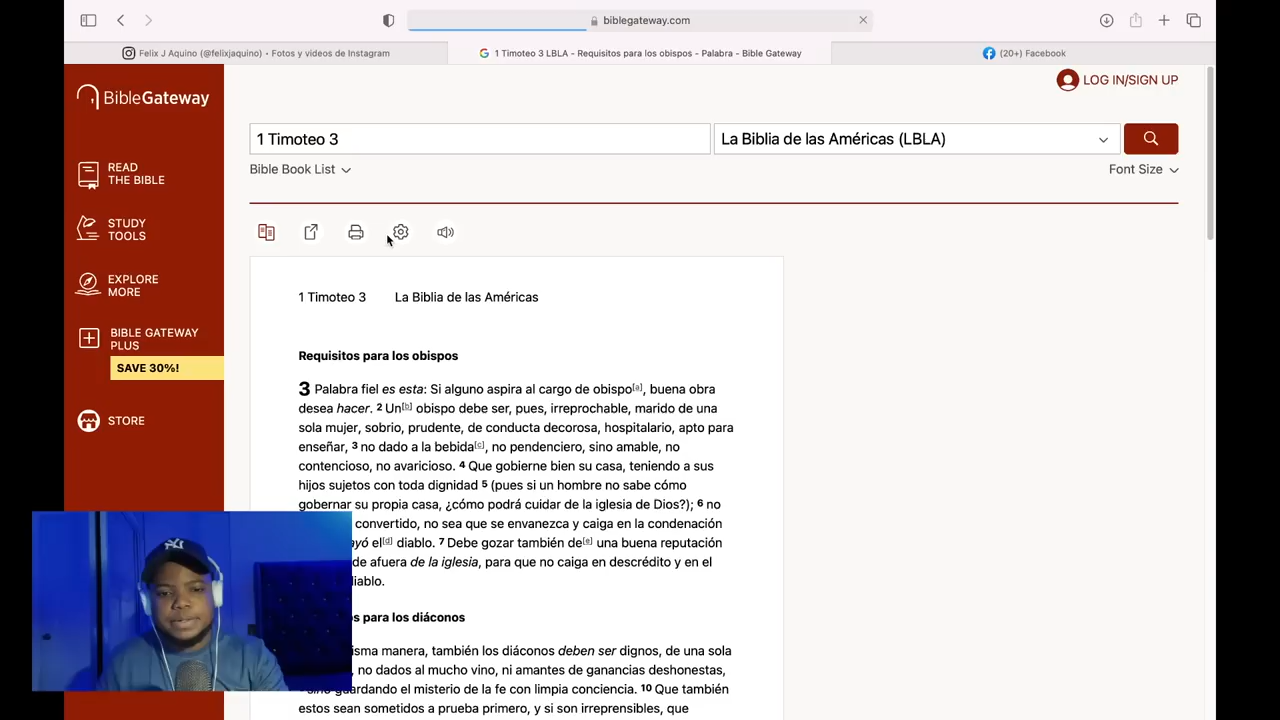 biblegateway.com
Felix J Aquino (@felixjaquino) • Fotos y videos de Instagram
1 Timoteo 3 LBLA - Requisitos para los obispos - Palabra - Bible Gateway
(20+) Facebook
BibleGateway
LOG IN/SIGN UP
1 Timoteo 3
La Biblia de las Américas (LBLA)
Bible Book List
Font Size
READ
THE BIBLE
STUDY
TOOLS
EXPLORE
MORE
BIBLE GATEWAY
PLUS
SAVE 30%!
STORE
1 Timoteo 3 La Biblia de las Américas
Requisitos para los obispos
3 Palabra fiel es esta: Si alguno aspira al cargo de obispo[a], buena obra
desea hacer. 2 Un[b] obispo debe ser, pues, irreprochable, marido de una
sola mujer, sobrio, prudente, de conducta decorosa, hospitalario, apto para
enseñar, 3 no dado a la bebida[c], no pendenciero, sino amable, no
contencioso, no avaricioso. 4 Que gobierne bien su casa, teniendo a sus
hijos sujetos con toda dignidad 5 (pues si un hombre no sabe cómo
gobernar su propia casa, ¿cómo podrá cuidar de la iglesia de Dios?); 6 no
convertido, no sea que se envanezca y caiga en la condenación
el[d] diablo. 7 Debe gozar también de[e] una buena reputación
de afuera de la iglesia, para que no caiga en descrédito y en el
diablo.
para los diáconos
manera, también los diáconos deben ser dignos, de una sola
no dados al mucho vino, ni amantes de ganancias deshonestas,
sino guardando el misterio de la fe con limpia conciencia. 10 Que también
estos sean sometidos a prueba primero, y si son irreprensibles, que